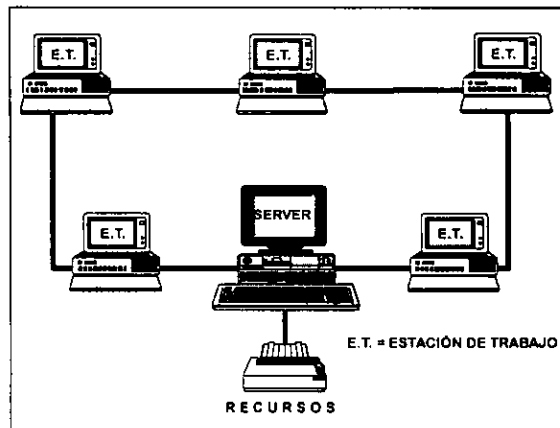 E.T.
E.T.
E.T.
E.T.
SERVER
E.T.
E.T. = ESTACIÓN DE TRABAJO
RECURSOS